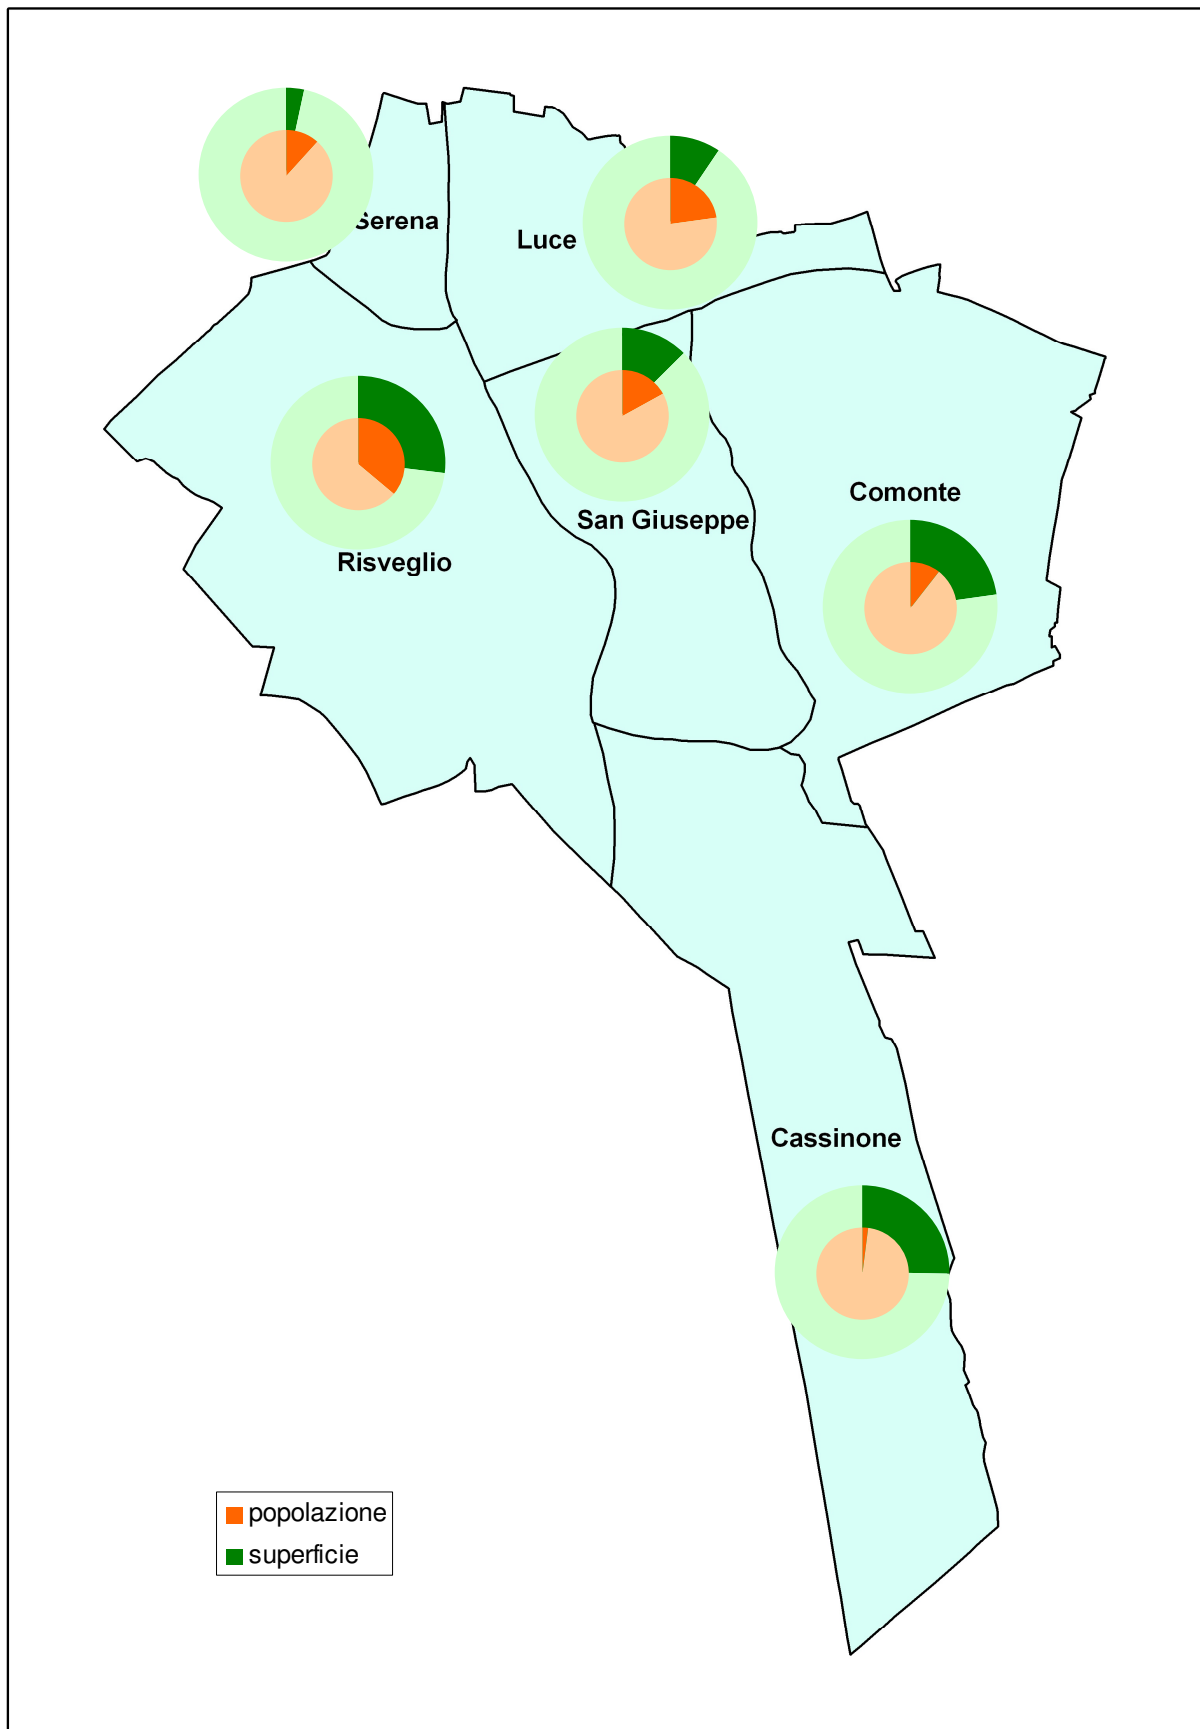 Serena
Luce
Comonte
San Giuseppe
Risveglio
Cassinone
popolazione
superficie